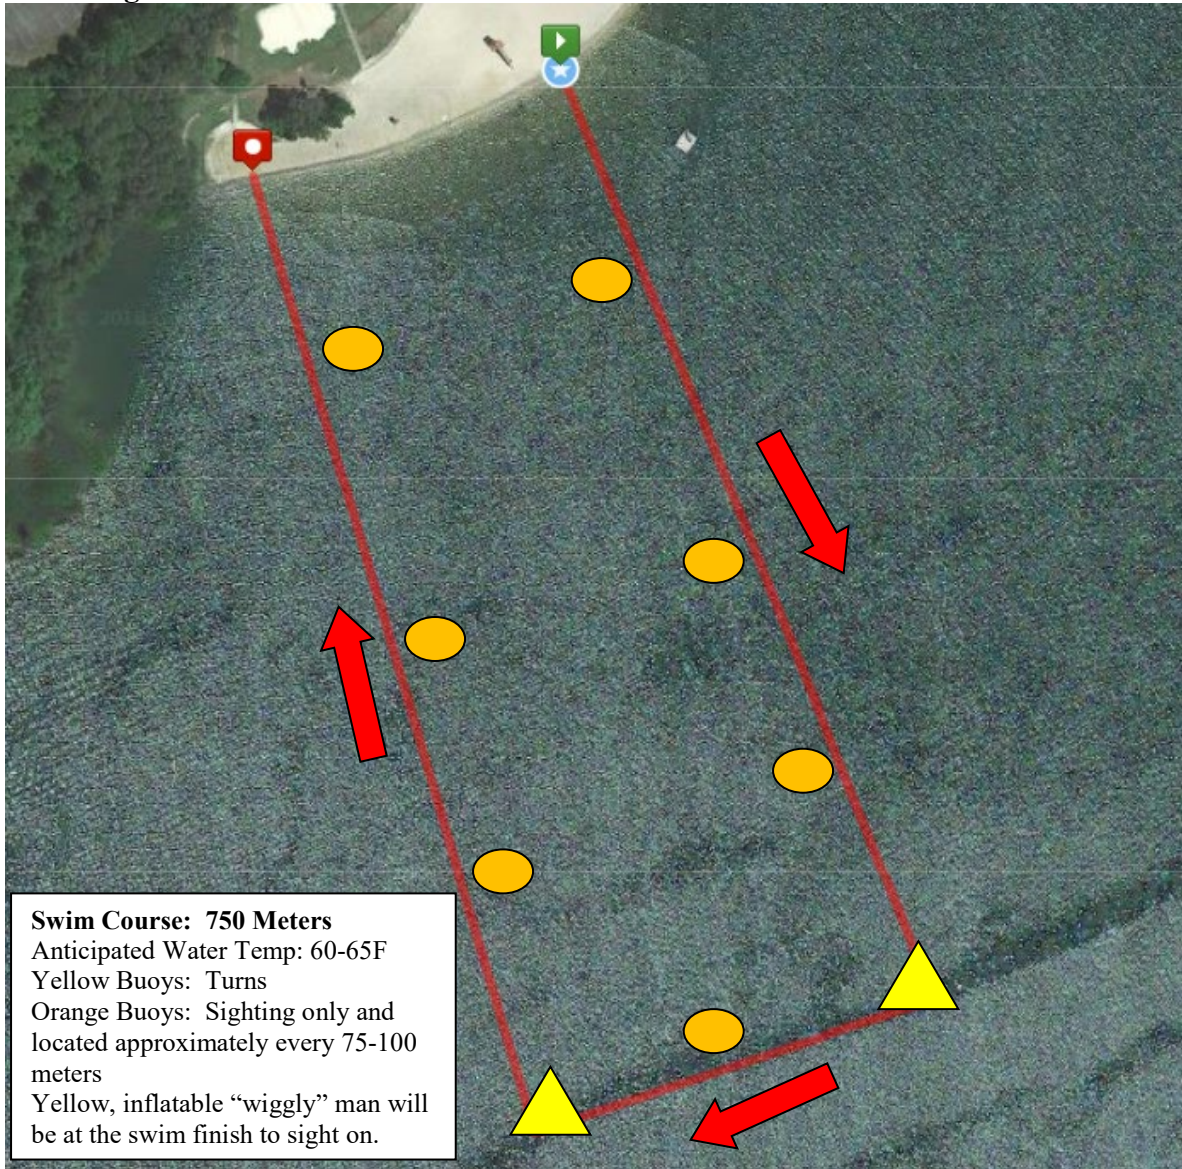 Swim Course: 750 Meters
Anticipated Water Temp: 60-65F
Yellow Buoys: Turns
Orange Buoys: Sighting only and
located approximately every 75-100
meters
Yellow, inflatable “wiggly” man will
be at the swim finish to sight on.